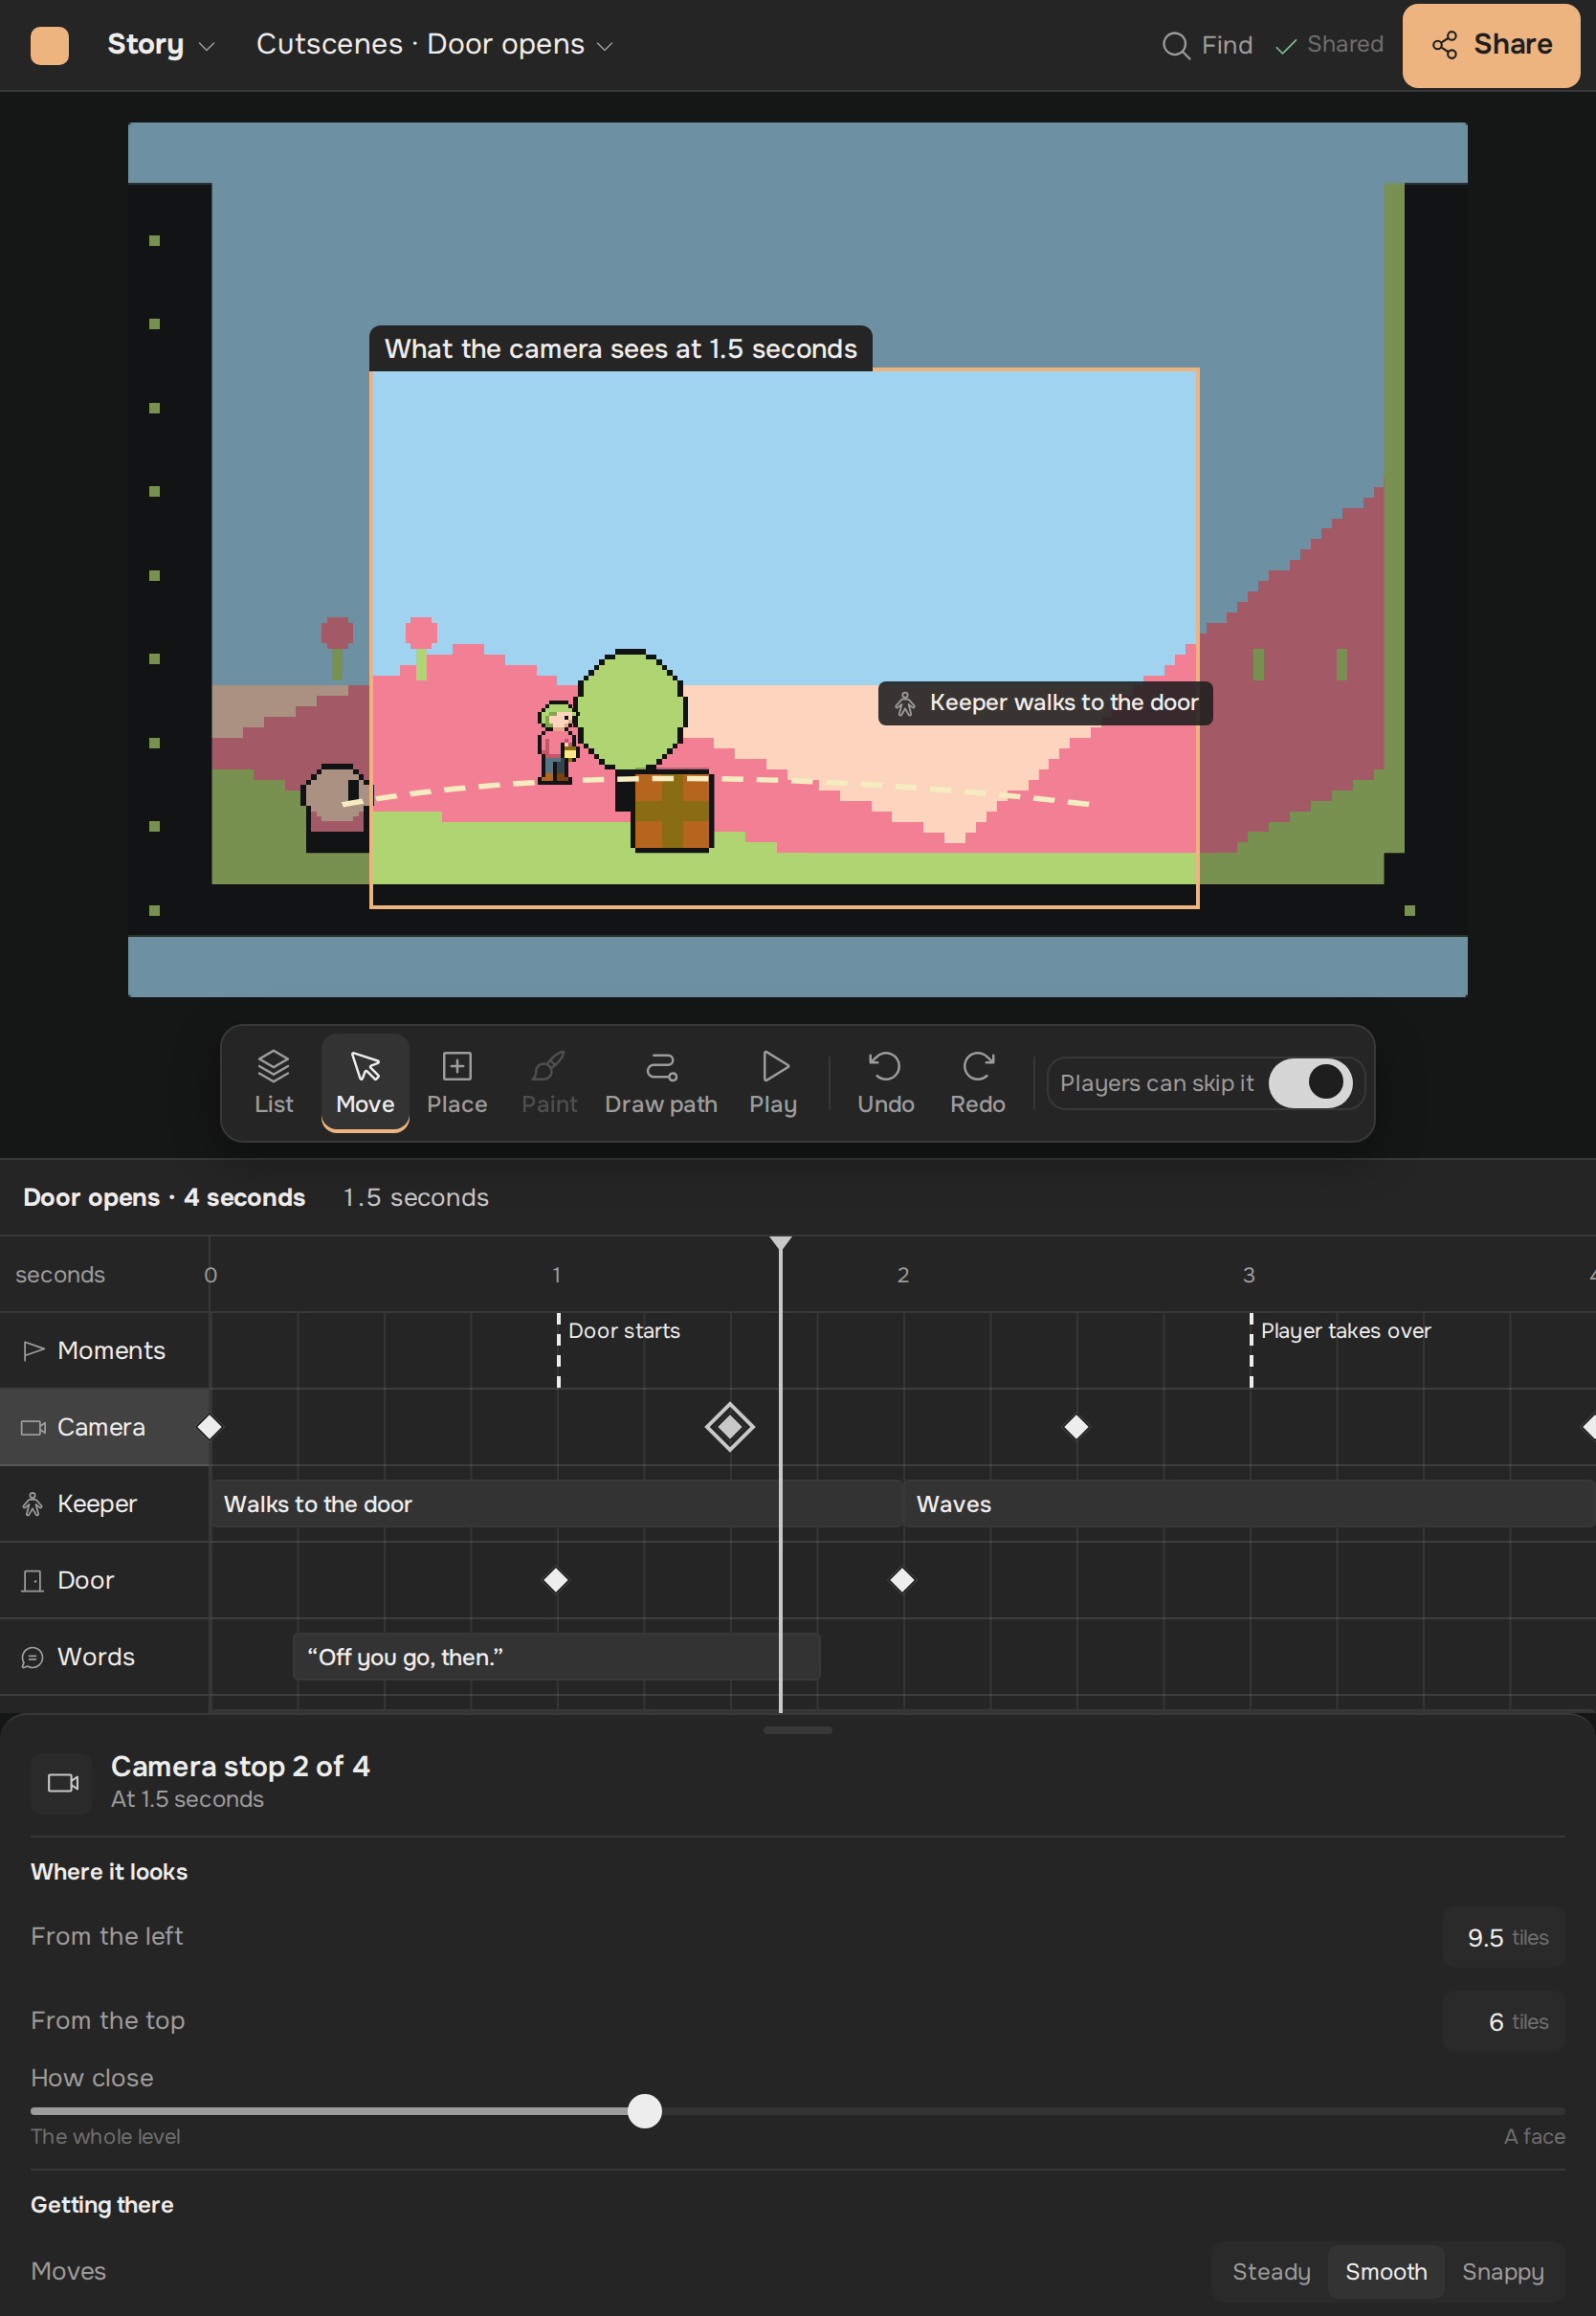 Story
Cutscenes · Door opens
Find
Shared
Share
What the camera sees at 1.5 seconds
Keeper walks to the door
List
Move
Place
Paint
Draw path
Play
Undo
Redo
Players can skip it
Door opens · 4 seconds
1.5 seconds
seconds
0
1
2
3
4
Moments
Door starts
Player takes over
Camera
Keeper
Walks to the door
Waves
Door
Words
“Off you go, then.”
Camera stop 2 of 4
At 1.5 seconds
Where it looks
From the left
9.5 tiles
From the top
6 tiles
How close
The whole level
A face
Getting there
Moves
Steady
Smooth
Snappy